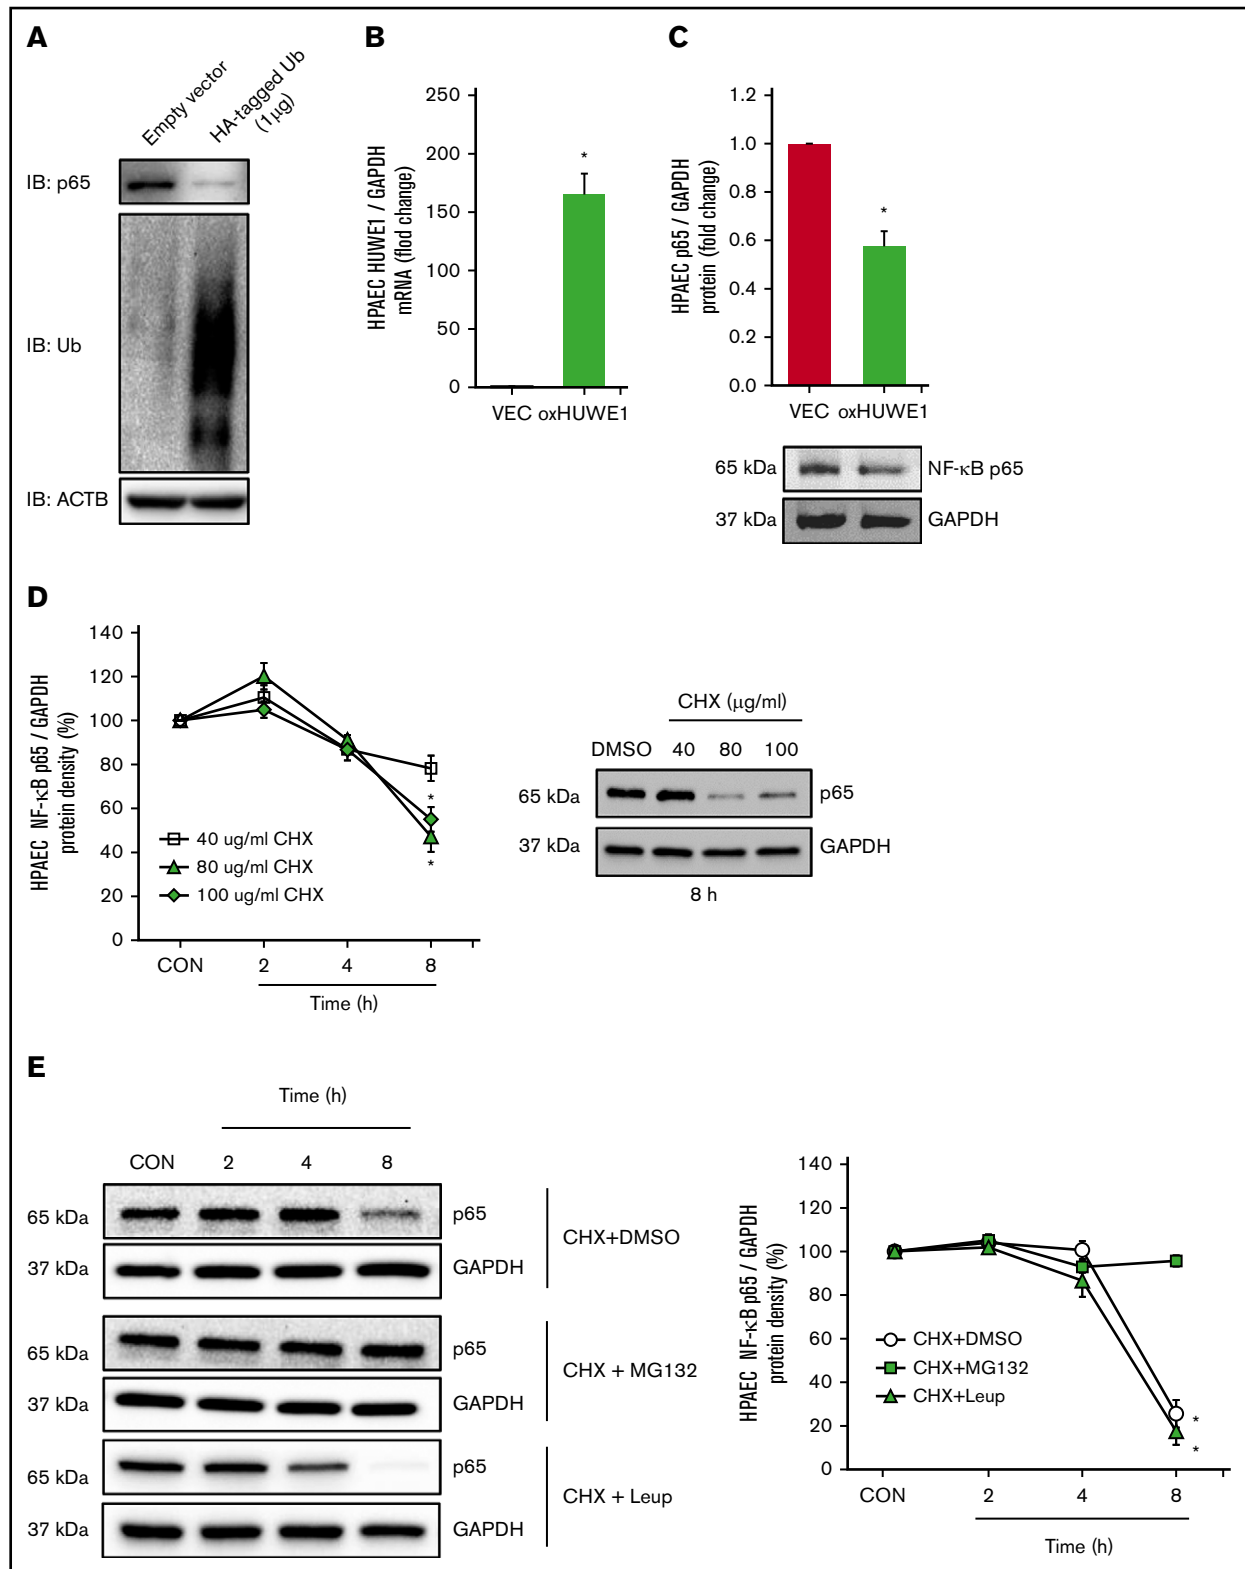 A
Empty vector
HA-tagged Ub
(1µg)
IB: p65
IB: Ub
IB: ACTB
B
HPAEC HUWE1 / GAPDH
mRNA (flod change)
250
200
150
100
50
0
*
VEC oxHUWE1
C
HPAEC p65 / GAPDH
protein (fold change)
1.2
1.0
0.8
0.6
0.4
0.2
0.0
*
VEC oxHUWE1
65 kDa NF-κB p65
37 kDa GAPDH
D
HPAEC NF-κB p65 / GAPDH
protein density (%)
140
120
100
80
60
40
20
0
*
*
40 ug/ml CHX
80 ug/ml CHX
100 ug/ml CHX
CON 2 4 8
Time (h)
CHX (µg/ml)
DMSO 40 80 100
65 kDa p65
37 kDa GAPDH
8 h
E
Time (h)
CON 2 4 8
65 kDa p65
37 kDa GAPDH
CHX+DMSO
65 kDa p65
37 kDa GAPDH
CHX + MG132
65 kDa p65
37 kDa GAPDH
CHX + Leup
HPAEC NF-κB p65 / GAPDH
protein density (%)
140
120
100
80
60
40
20
0
CHX+DMSO
CHX+MG132
CHX+Leup
*
*
CON 2 4 8
Time (h)